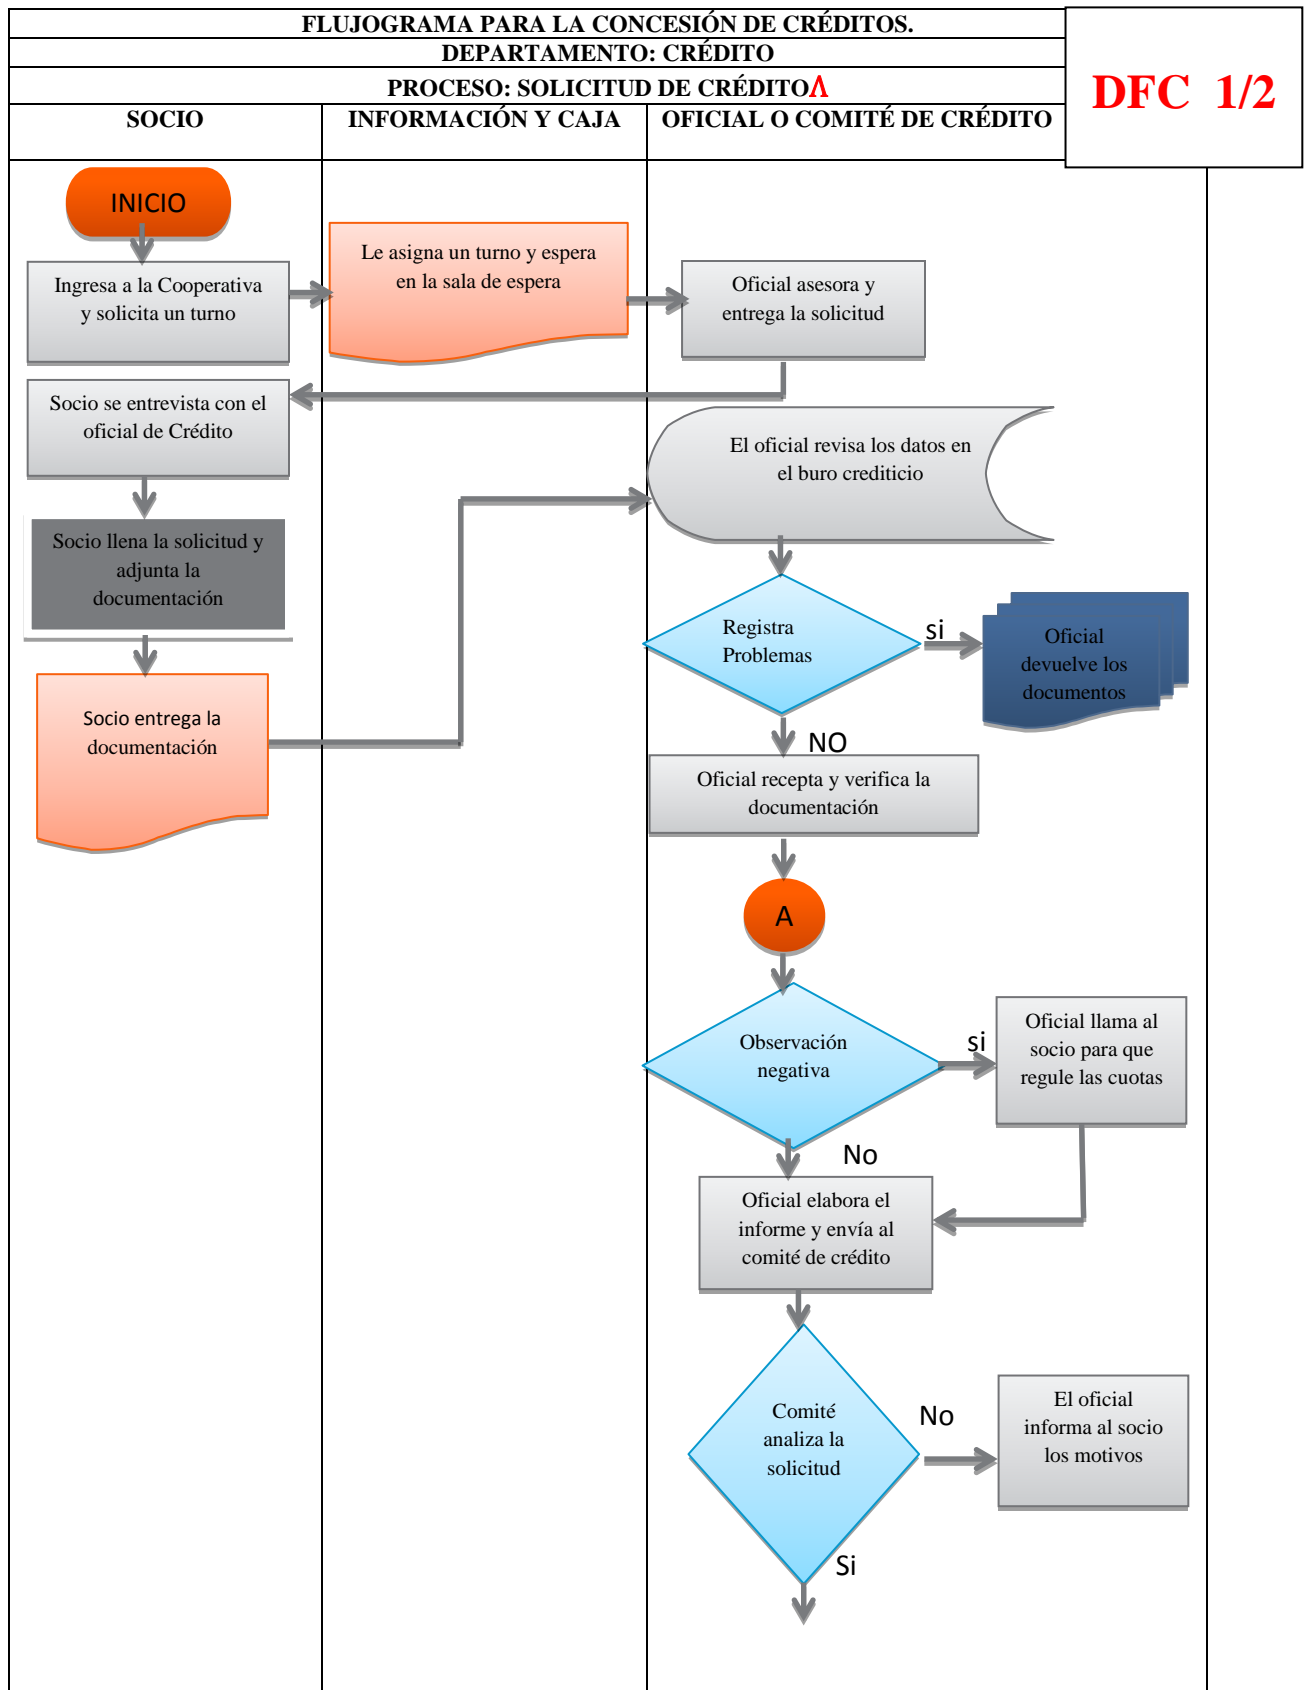 FLUJOGRAMA PARA LA CONCESIÓN DE CRÉDITOS.
DEPARTAMENTO: CRÉDITO
PROCESO: SOLICITUD DE CRÉDITOΛ
DFC 1/2
SOCIO
INFORMACIÓN Y CAJA
OFICIAL O COMITÉ DE CRÉDITO
INICIO
Ingresa a la Cooperativa
y solicita un turno
Le asigna un turno y espera
en la sala de espera
Oficial asesora y
entrega la solicitud
Socio se entrevista con el
oficial de Crédito
El oficial revisa los datos en
el buro crediticio
Socio llena la solicitud y
adjunta la
documentación
Registra
Problemas
si
Oficial
devuelve los
documentos
Socio entrega la
documentación
NO
Oficial recepta y verifica la
documentación
A
Observación
negativa
si
Oficial llama al
socio para que
regule las cuotas
No
Oficial elabora el
informe y envía al
comité de crédito
Comité
analiza la
solicitud
No
El oficial
informa al socio
los motivos
Si